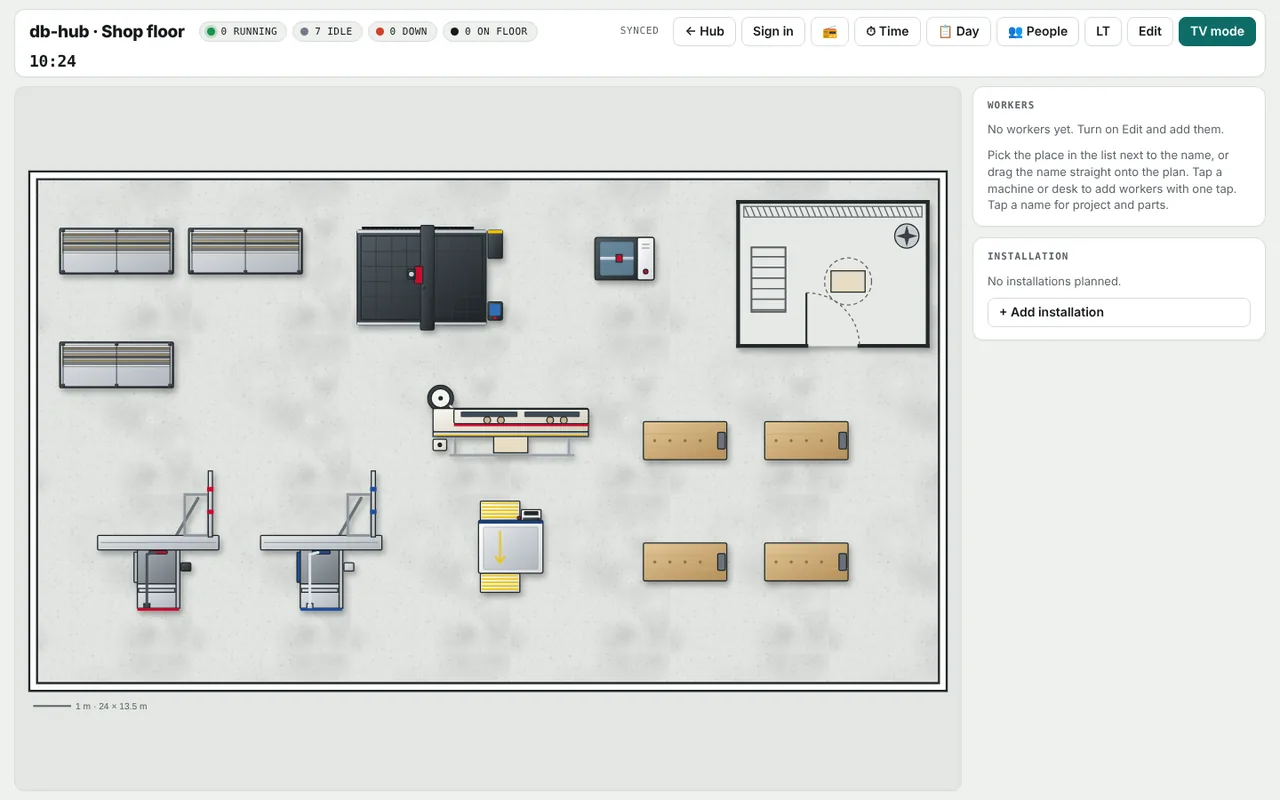 db-hub · Shop floor
0 RUNNING
7 IDLE
0 DOWN
0 ON FLOOR
SYNCED
← Hub
Sign in
Time
Day
People
LT
Edit
TV mode
10:24
WORKERS
No workers yet. Turn on Edit and add them.
Pick the place in the list next to the name, or
drag the name straight onto the plan. Tap a
machine or desk to add workers with one tap.
Tap a name for project and parts.
INSTALLATION
No installations planned.
+ Add installation
1 m · 24 × 13.5 m